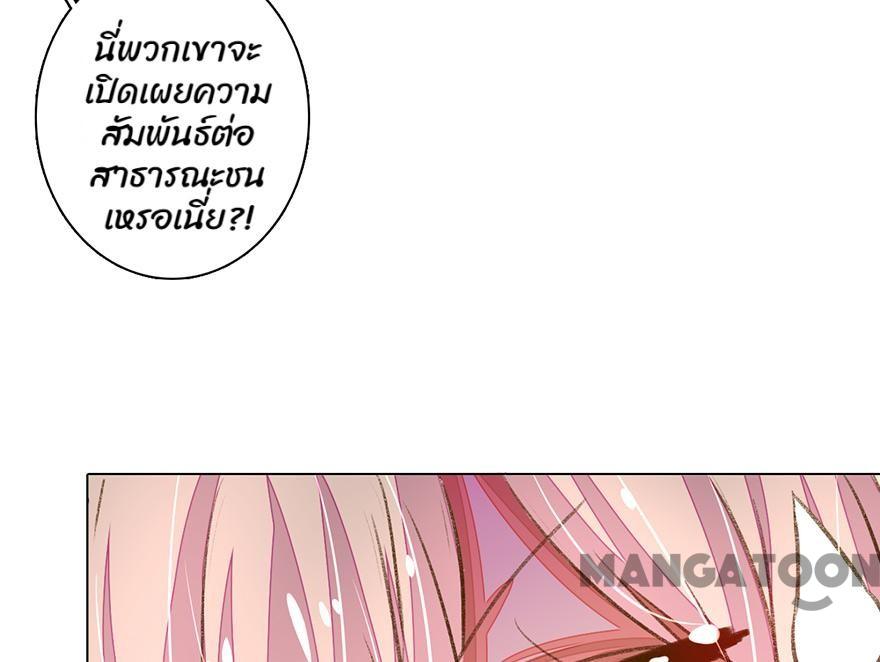 นี่พวกเขาจะ
เปิดเผยความ
สัมพันธ์ต่อ
สาธารณะชน
เหรอเนี่ย?!
MANGATOON